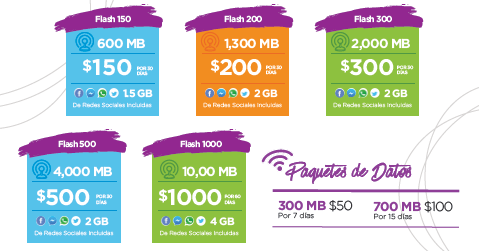 Flash 150
600 MB
$150 POR 30 DÍAS
1.5 GB
De Redes Sociales Incluidas
Flash 200
1,300 MB
$200 POR 30 DÍAS
2 GB
De Redes Sociales Incluidas
Flash 300
2,000 MB
$300 POR 30 DÍAS
2 GB
De Redes Sociales Incluidas
Flash 500
4,000 MB
$500 POR 30 DÍAS
2 GB
De Redes Sociales Incluidas
Flash 1000
10,00 MB
$1000 POR 60 DÍAS
4 GB
De Redes Sociales Incluidas
Paquetes de Datos
300 MB $50
Por 7 días
700 MB $100
Por 15 días